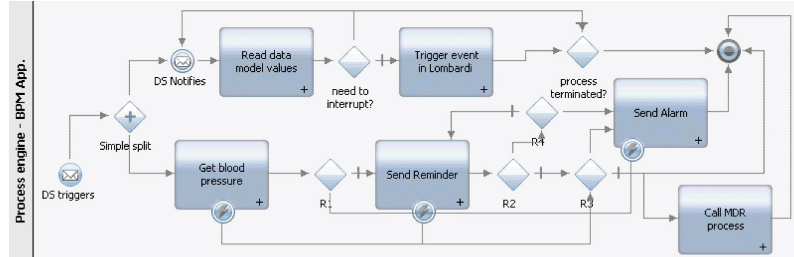 Process engine - BPM App.
DS Notifies
Read data
model values
need to
interrupt?
Trigger event
in Lombardi
process
terminated?
Simple split
DS triggers
Get blood
pressure
R1
Send Reminder
R2
R4
R3
Send Alarm
Call MDR
process